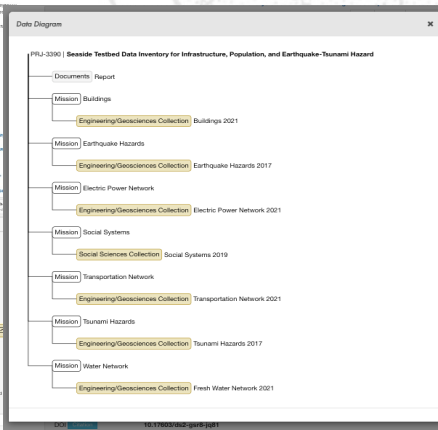 Data Diagram ×
PRJ-3390 | Seaside Testbed Data Inventory for Infrastructure, Population, and Earthquake-Tsunami Hazard
Documents Report
Mission Buildings
Engineering/Geosciences Collection Buildings 2021
Mission Earthquake Hazards
Engineering/Geosciences Collection Earthquake Hazards 2017
Mission Electric Power Network
Engineering/Geosciences Collection Electric Power Network 2021
Mission Social Systems
Social Sciences Collection Social Systems 2019
Mission Transportation Network
Engineering/Geosciences Collection Transportation Network 2021
Mission Tsunami Hazards
Engineering/Geosciences Collection Tsunami Hazards 2017
Mission Water Network
Engineering/Geosciences Collection Fresh Water Network 2021
DOI 10.17603/ds2-gsr8-jq81